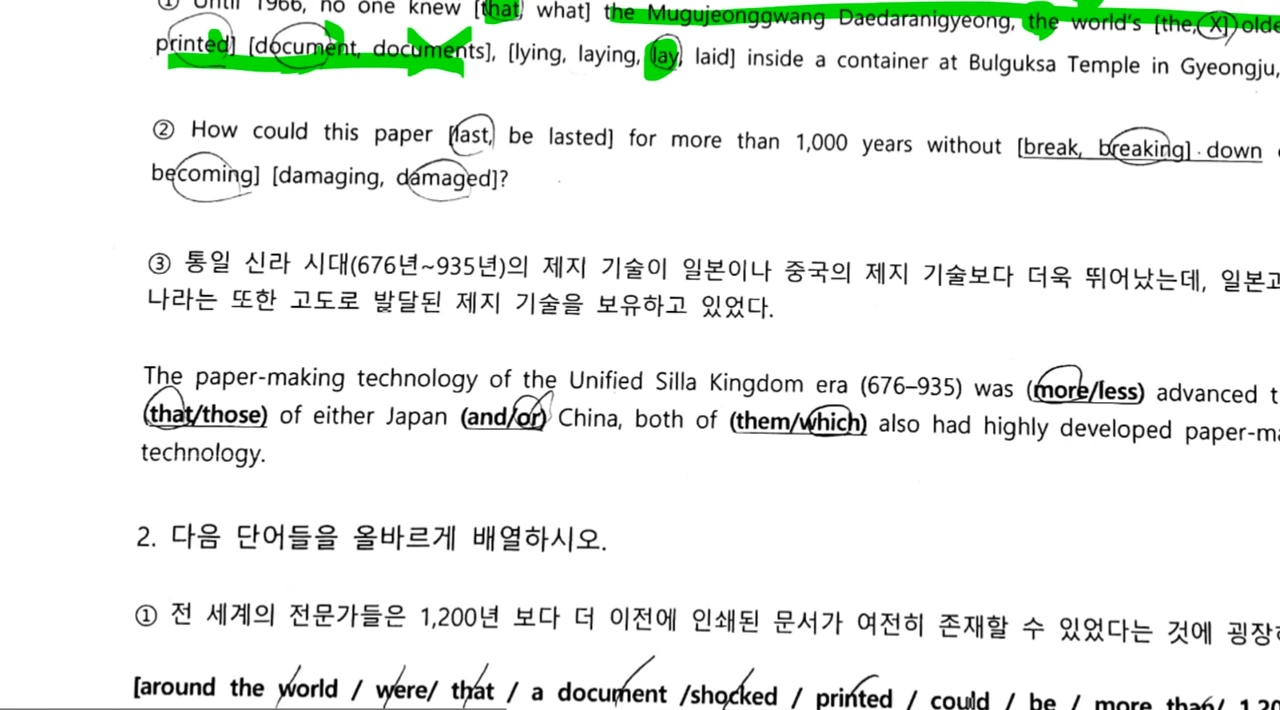 ① Until 1966, no one knew [that, what] the Mugujeonggwang Daedaranigyeong, the world's [the, X] olde
printed] [document, documents], [lying, laying, lay, laid] inside a container at Bulguksa Temple in Gyeongju,
② How could this paper [last, be lasted] for more than 1,000 years without [break, breaking] down
becoming] [damaging, damaged]?
③ 통일 신라 시대(676년~935년)의 제지 기술이 일본이나 중국의 제지 기술보다 더욱 뛰어났는데, 일본과
나라는 또한 고도로 발달된 제지 기술을 보유하고 있었다.
The paper-making technology of the Unified Silla Kingdom era (676–935) was (more/less) advanced t
(that/those) of either Japan (and/or) China, both of (them/which) also had highly developed paper-ma
technology.
2. 다음 단어들을 올바르게 배열하시오.
① 전 세계의 전문가들은 1,200년 보다 더 이전에 인쇄된 문서가 여전히 존재할 수 있었다는 것에 굉장히
[around the world / were/ that / a document /shocked / printed / could / be / more than/ 1,20